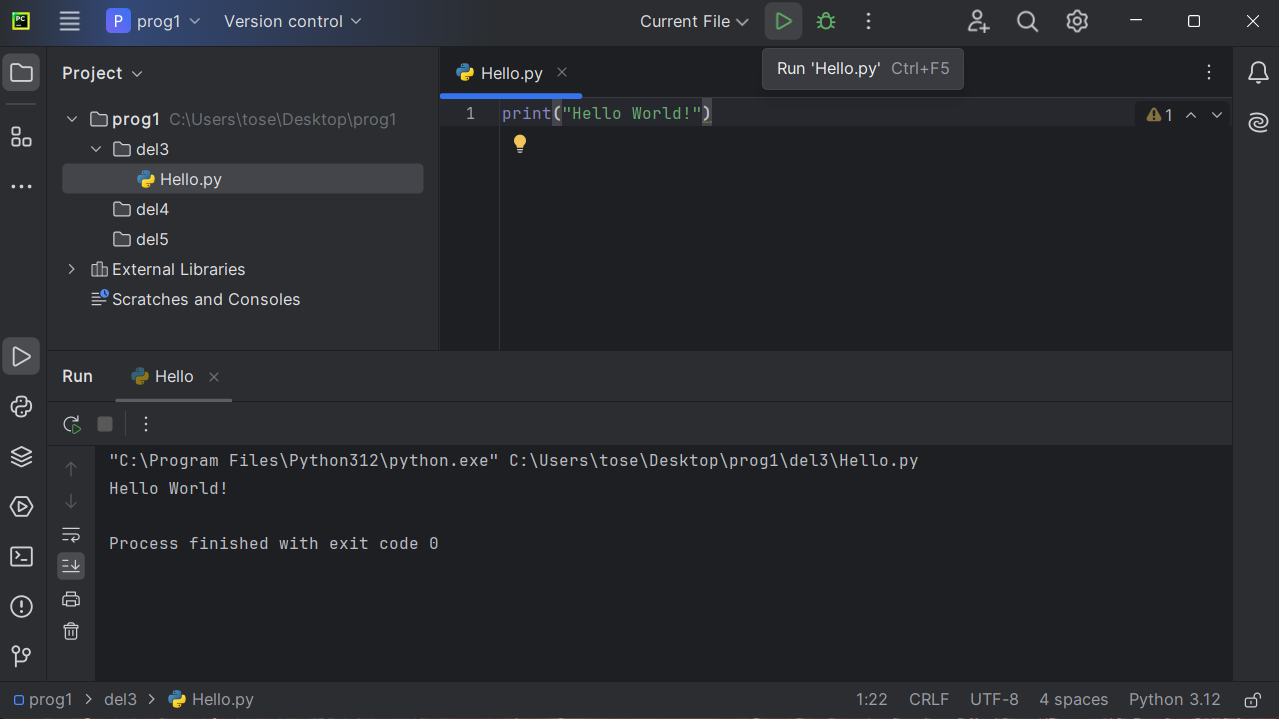 PC
P prog1 Version control Current File
Project
Hello.py
Run 'Hello.py' Ctrl+F5
prog1 C:\Users\tose\Desktop\prog1
1 print("Hello World!")
1
del3
Hello.py
del4
del5
External Libraries
Scratches and Consoles
Run Hello
"C:\Program Files\Python312\python.exe" C:\Users\tose\Desktop\prog1\del3\Hello.py
Hello World!
Process finished with exit code 0
prog1 > del3 > Hello.py 1:22 CRLF UTF-8 4 spaces Python 3.12